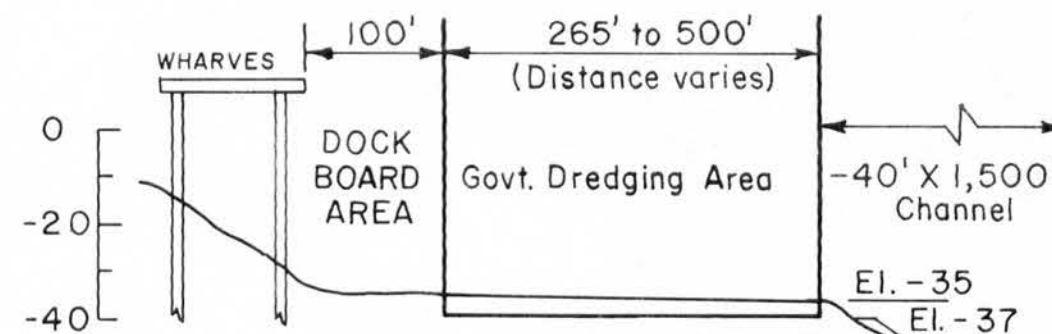 100'
265' to 500'
(Distance varies)
WHARVES
0
-20
-40
DOCK
BOARD
AREA
Govt. Dredging Area
-40' X 1,500
Channel
El. -35
El. -37